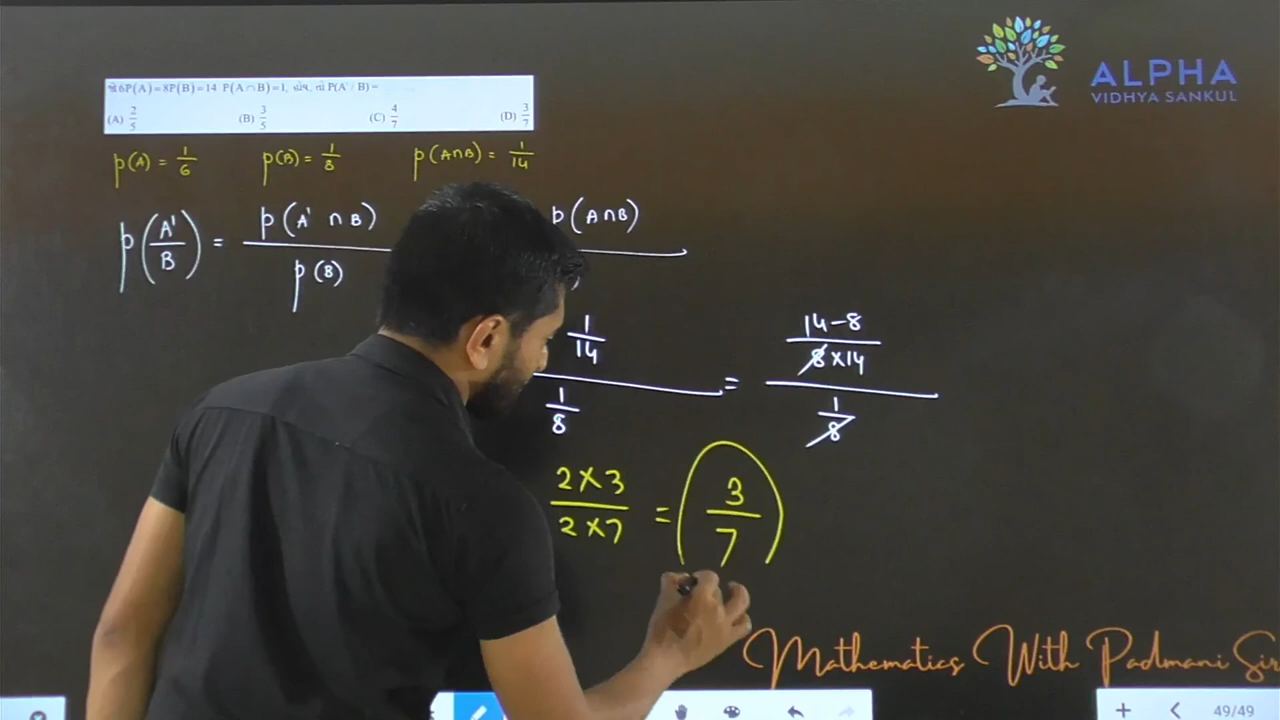 ALPHA
VIDHYA SANKUL
જો 6P(A)=8P(B)=14 P(A∩B)=1, હોય, તો P(A' / B) =
(A) 2/5 (B) 3/5 (C) 4/7 (D) 3/7
p(A) = 1/6 p(B) = 1/8 p(A∩B) = 1/14
p(A'/B) = p(A' ∩ B) p(A∩B)
p(B)
1/14 14-8
8×14
1/8 = 1/8
2×3 = 3
2×7 7
Mathematics With Padmani Sir
49/49